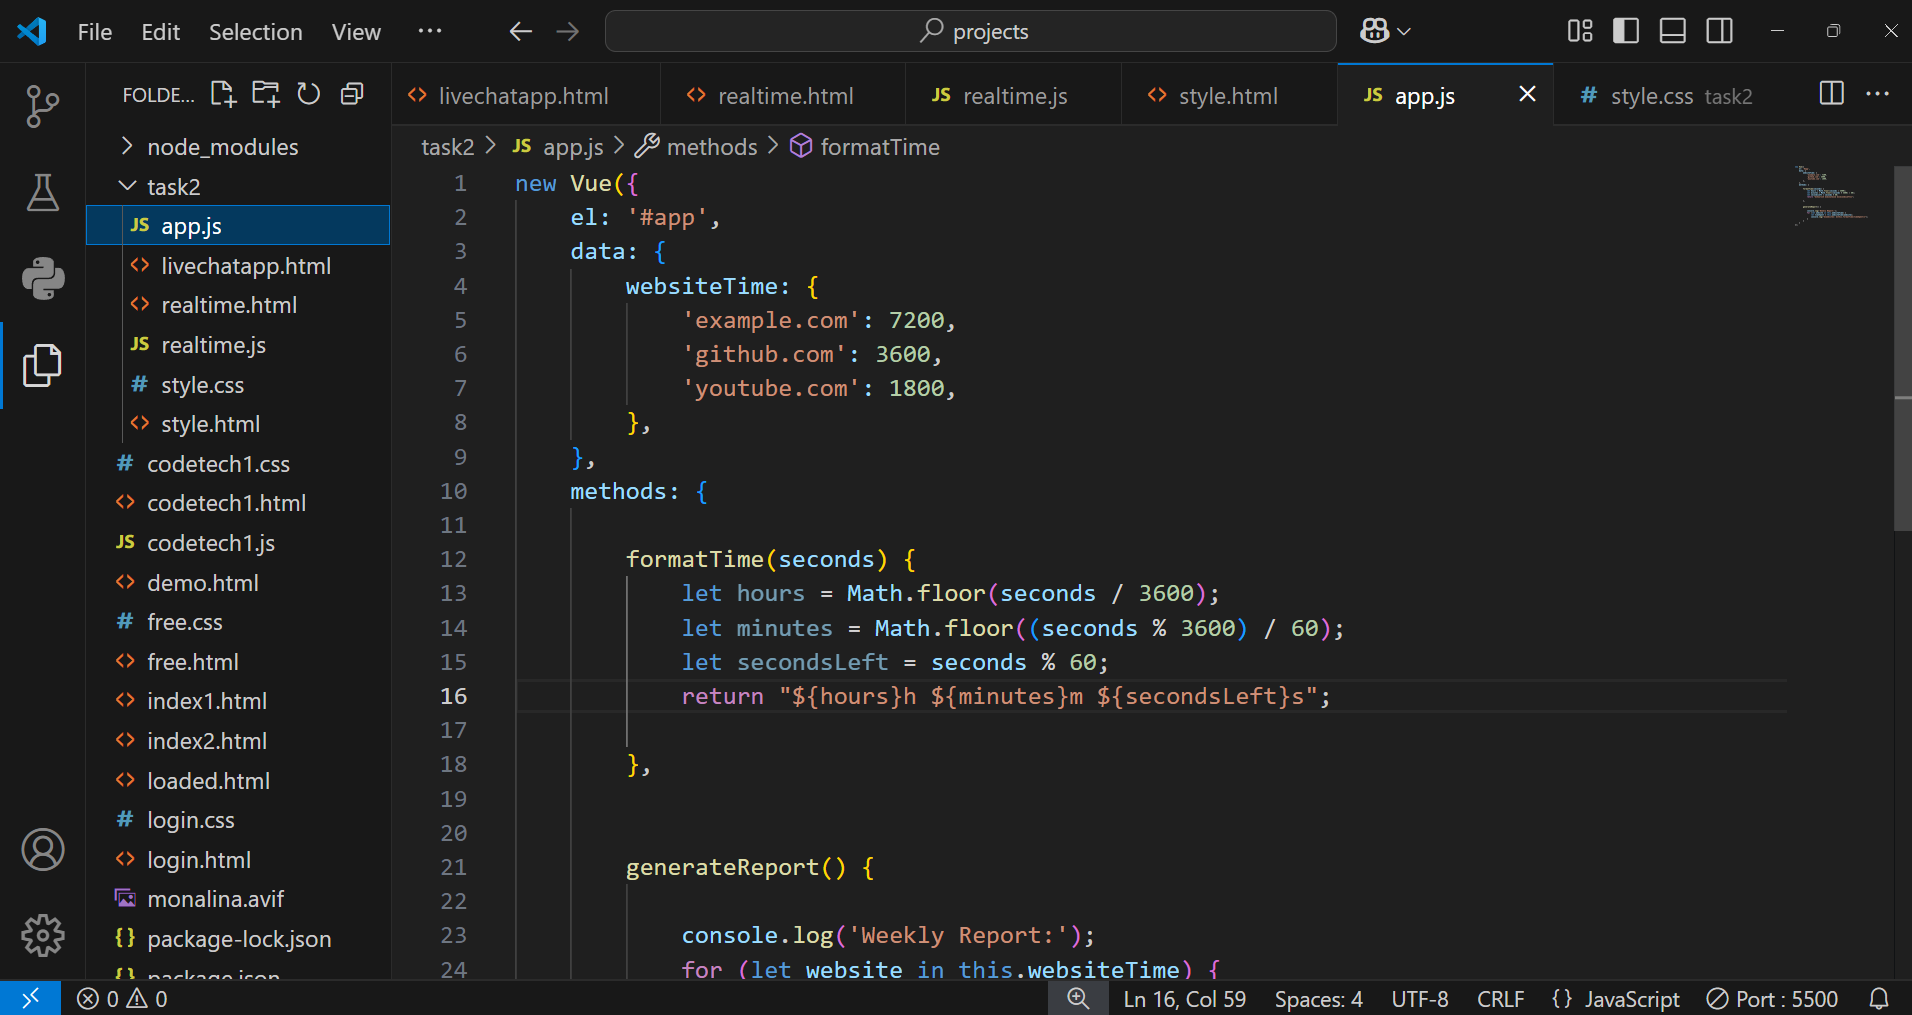 File Edit Selection View ··· projects
FOLDE...
node_modules
task2
JS app.js
livechatapp.html
realtime.html
JS realtime.js
# style.css
style.html
# codetech1.css
codetech1.html
JS codetech1.js
demo.html
# free.css
free.html
index1.html
index2.html
loaded.html
# login.css
login.html
monalina.avif
{} package-lock.json
{} package.json
livechatapp.html realtime.html JS realtime.js style.html JS app.js # style.css task2
task2 > JS app.js > methods > formatTime
1 new Vue({
2 el: '#app',
3 data: {
4 websiteTime: {
5 'example.com': 7200,
6 'github.com': 3600,
7 'youtube.com': 1800,
8 },
9 },
10 methods: {
11
12 formatTime(seconds) {
13 let hours = Math.floor(seconds / 3600);
14 let minutes = Math.floor((seconds % 3600) / 60);
15 let secondsLeft = seconds % 60;
16 return "${hours}h ${minutes}m ${secondsLeft}s";
17
18 },
19
20
21 generateReport() {
22
23 console.log('Weekly Report:');
24 for (let website in this.websiteTime) {
0 0 Ln 16, Col 59 Spaces: 4 UTF-8 CRLF {} JavaScript Port : 5500